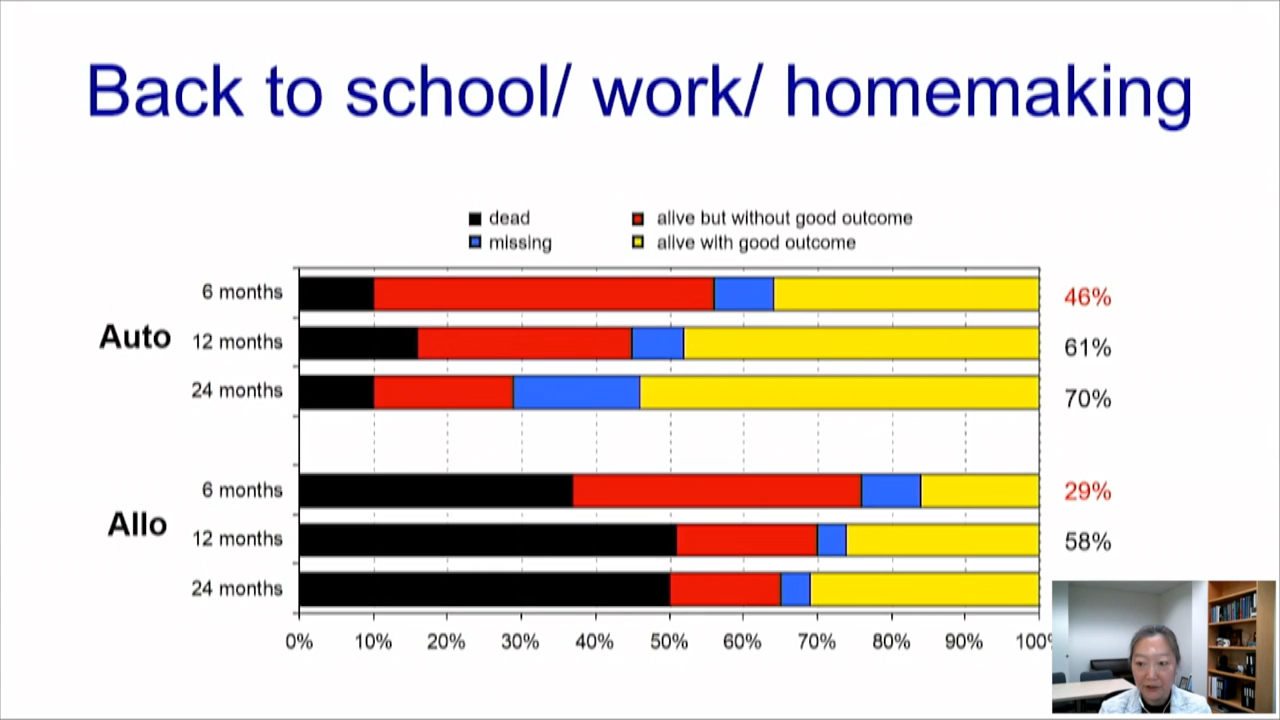 Back to school/ work/ homemaking
dead
alive but without good outcome
missing
alive with good outcome
Auto
6 months
46%
12 months
61%
24 months
70%
Allo
6 months
29%
12 months
58%
24 months
0% 10% 20% 30% 40% 50% 60% 70% 80% 90% 100%